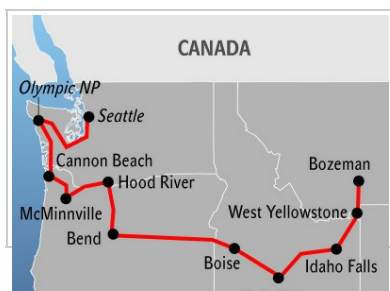 CANADA
Olympic NP
Seattle
Cannon Beach
Hood River
Bozeman
McMinnville
West Yellowstone
Bend
Boise
Idaho Falls